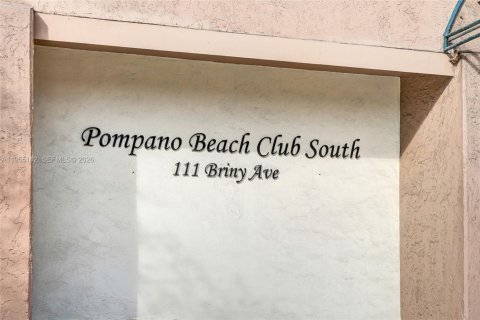 Pompano Beach Club South
111 Briny Ave